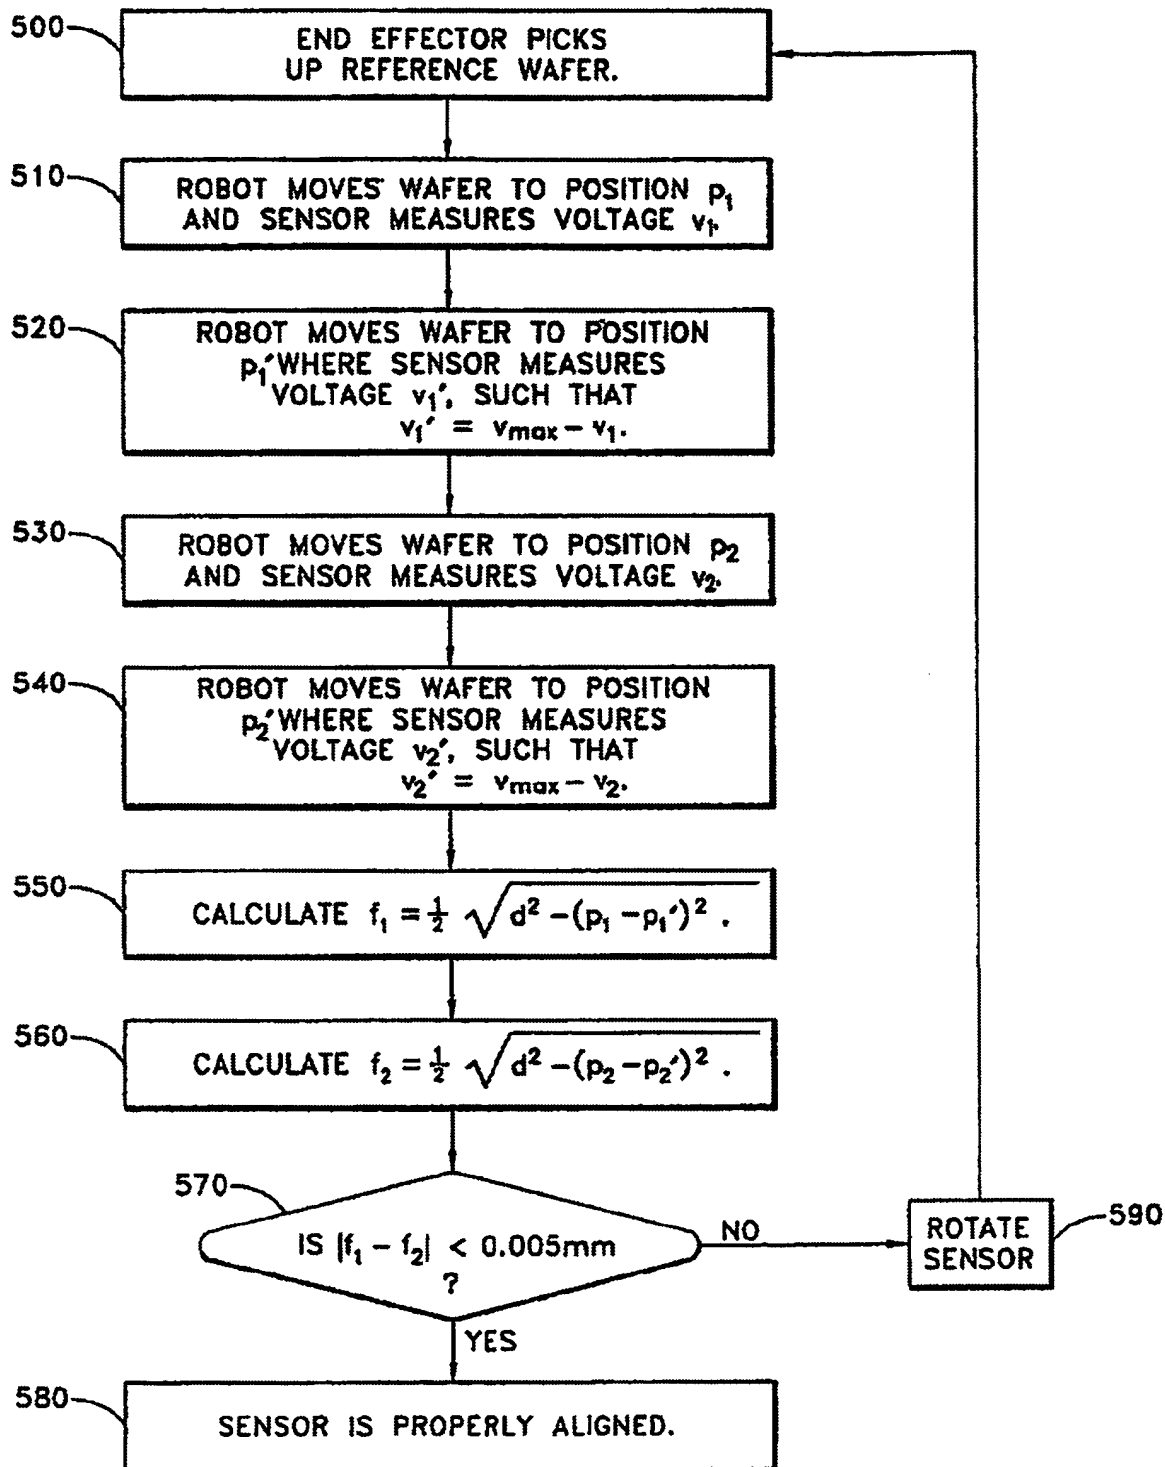 500
END EFFECTOR PICKS
UP REFERENCE WAFER.
510
ROBOT MOVES WAFER TO POSITION p₁
AND SENSOR MEASURES VOLTAGE v₁.
520
ROBOT MOVES WAFER TO POSITION
p₁′ WHERE SENSOR MEASURES
VOLTAGE v₁′, SUCH THAT
v₁′ = vmax – v₁.
530
ROBOT MOVES WAFER TO POSITION p₂
AND SENSOR MEASURES VOLTAGE v₂.
540
ROBOT MOVES WAFER TO POSITION
p₂′ WHERE SENSOR MEASURES
VOLTAGE v₂′, SUCH THAT
v₂′ = vmax – v₂.
550
CALCULATE f₁ = ½ √(d² –(p₁ –p₁′)²) .
560
CALCULATE f₂ = ½ √(d² –(p₂ –p₂′)²) .
570
IS |f₁ – f₂| < 0.005mm
?
NO
ROTATE
SENSOR
590
YES
580
SENSOR IS PROPERLY ALIGNED.